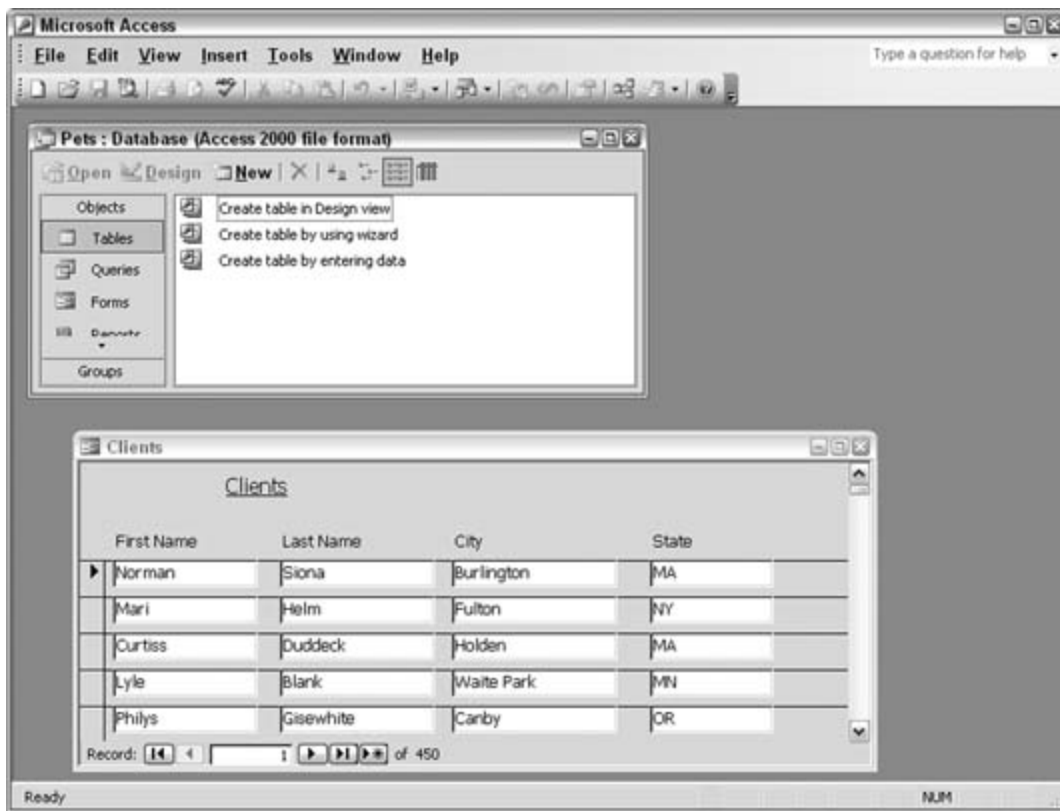 Microsoft Access
File Edit View Insert Tools Window Help
Type a question for help
Pets : Database (Access 2000 file format)
Open Design New
Objects
Tables
Queries
Forms
Reports
Groups
Create table in Design view
Create table by using wizard
Create table by entering data
Clients
Clients
First Name Last Name City State
Norman Siona Burlington MA
Mari Helm Fulton NY
Curtiss Duddeck Holden MA
Lyle Blank Waite Park MN
Philys Gisewhite Canby OR
Record: 1 of 450
Ready NUM